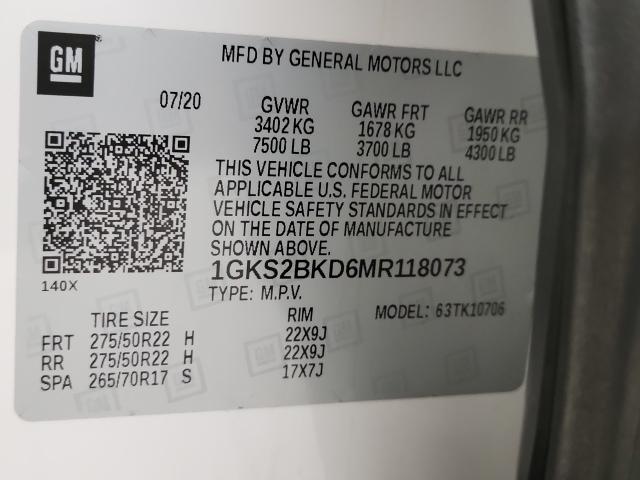 GM
MFD BY GENERAL MOTORS LLC
07/20
GVWR GAWR FRT GAWR RR
3402 KG 1678 KG 1950 KG
7500 LB 3700 LB 4300 LB
THIS VEHICLE CONFORMS TO ALL
APPLICABLE U.S. FEDERAL MOTOR
VEHICLE SAFETY STANDARDS IN EFFECT
ON THE DATE OF MANUFACTURE
SHOWN ABOVE.
140X
1GKS2BKD6MR118073
TYPE: M.P.V. MODEL: 63TK10706
TIRE SIZE RIM
FRT 275/50R22 H 22X9J
RR 275/50R22 H 22X9J
SPA 265/70R17 S 17X7J